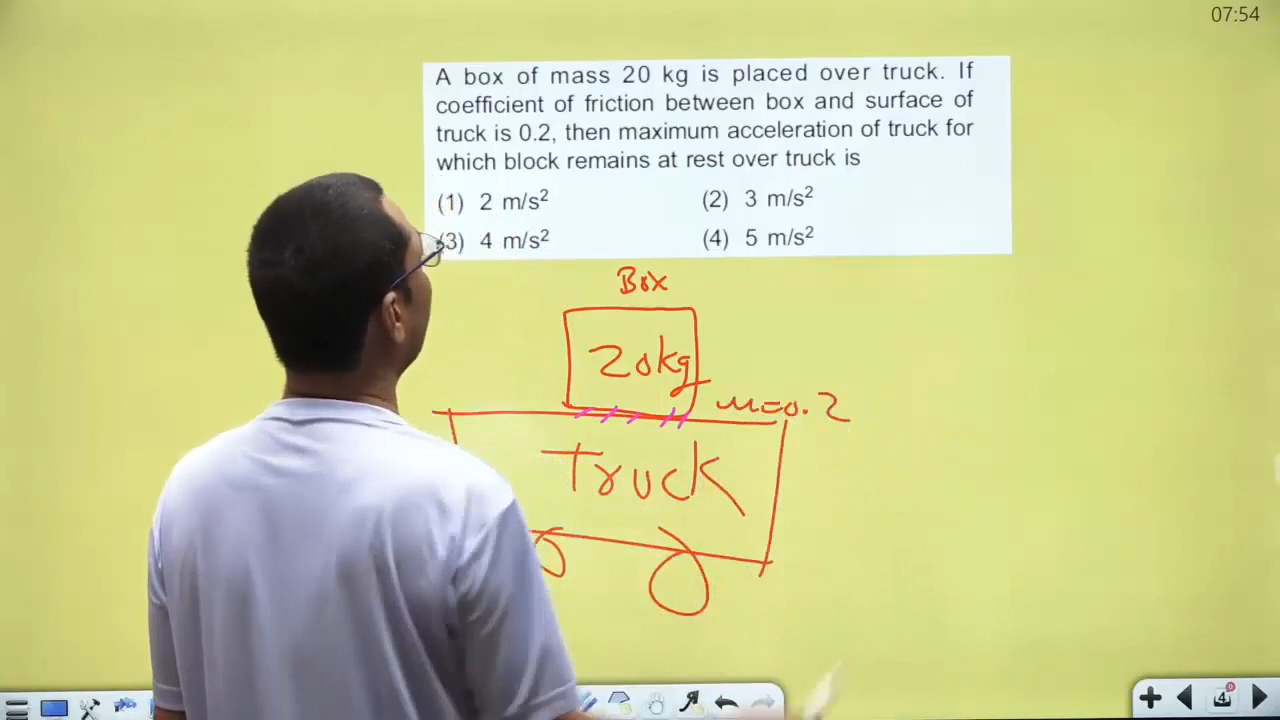 07:54
A box of mass 20 kg is placed over truck. If
coefficient of friction between box and surface of
truck is 0.2, then maximum acceleration of truck for
which block remains at rest over truck is
(1) 2 m/s²
(2) 3 m/s²
(3) 4 m/s²
(4) 5 m/s²
Box
20kg
μ=0.2
Truck
4